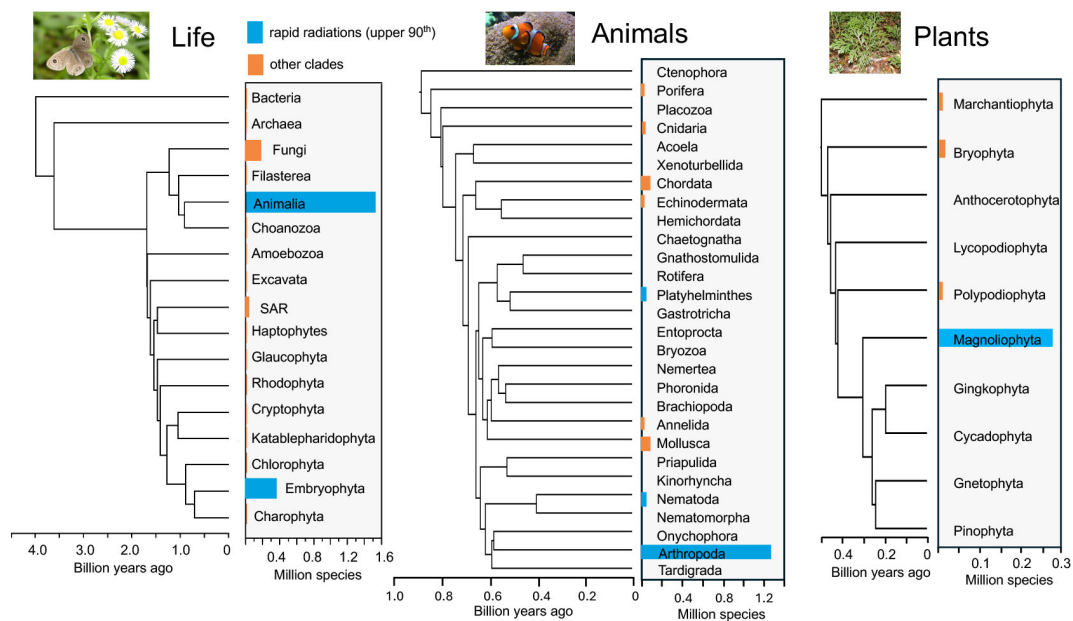 Life
rapid radiations (upper 90th)
other clades
Bacteria
Archaea
Fungi
Filasterea
Animalia
Choanozoa
Amoebozoa
Excavata
SAR
Haptophytes
Glaucophyta
Rhodophyta
Cryptophyta
Katablepharidophyta
Chlorophyta
Embryophyta
Charophyta
4.0 3.0 2.0 1.0 0
Billion years ago
0.4 0.8 1.2 1.6
Million species
Animals
Ctenophora
Porifera
Placozoa
Cnidaria
Acoela
Xenoturbellida
Chordata
Echinodermata
Hemichordata
Chaetognatha
Gnathostomulida
Rotifera
Platyhelminthes
Gastrotricha
Entoprocta
Bryozoa
Nemertea
Phoronida
Brachiopoda
Annelida
Mollusca
Priapulida
Kinorhyncha
Nematoda
Nematomorpha
Onychophora
Arthropoda
Tardigrada
1.0 0.8 0.6 0.4 0.2 0
Billion years ago
0.4 0.8 1.2
Million species
Plants
Marchantiophyta
Bryophyta
Anthocerotophyta
Lycopodiophyta
Polypodiophyta
Magnoliophyta
Gingkophyta
Cycadophyta
Gnetophyta
Pinophyta
0.4 0.2 0
Billion years ago
0.1 0.2 0.3
Million species